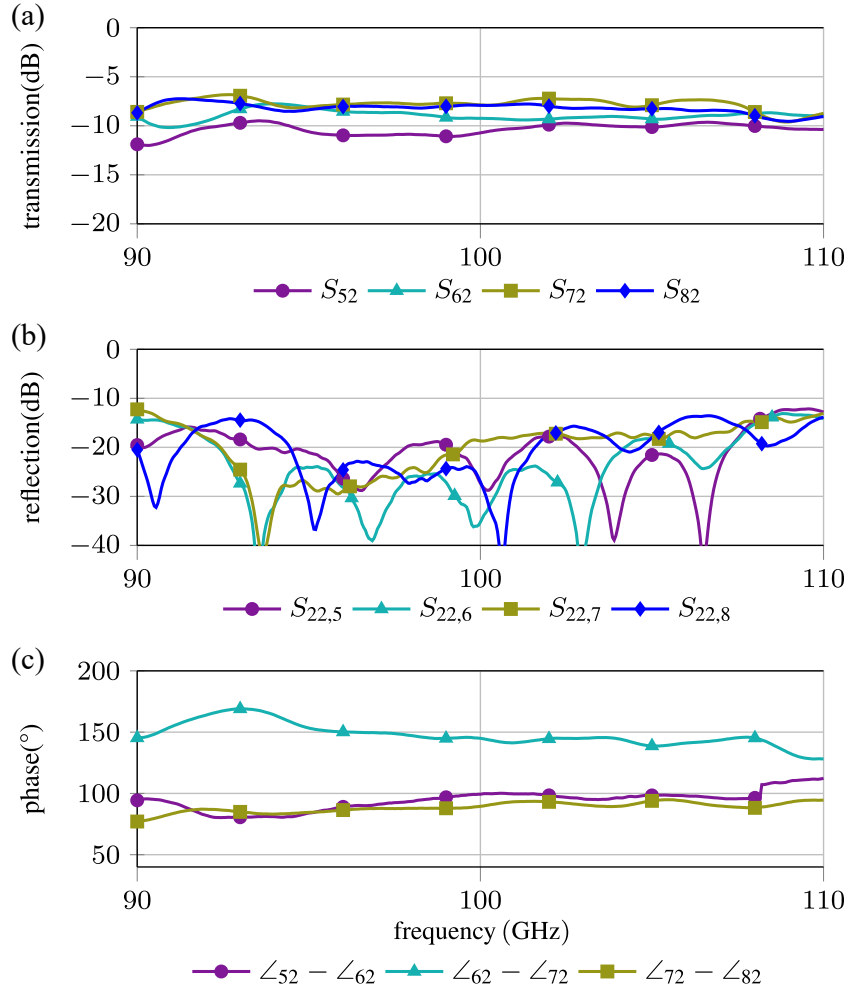 (a)
transmission(dB)
0
−5
−10
−15
−20
90 100 110
S52 S62 S72 S82
(b)
reflection(dB)
0
−10
−20
−30
−40
90 100 110
S22,5 S22,6 S22,7 S22,8
(c)
phase(°)
200
150
100
50
90 100 110
frequency (GHz)
∠52 − ∠62 ∠62 − ∠72 ∠72 − ∠82